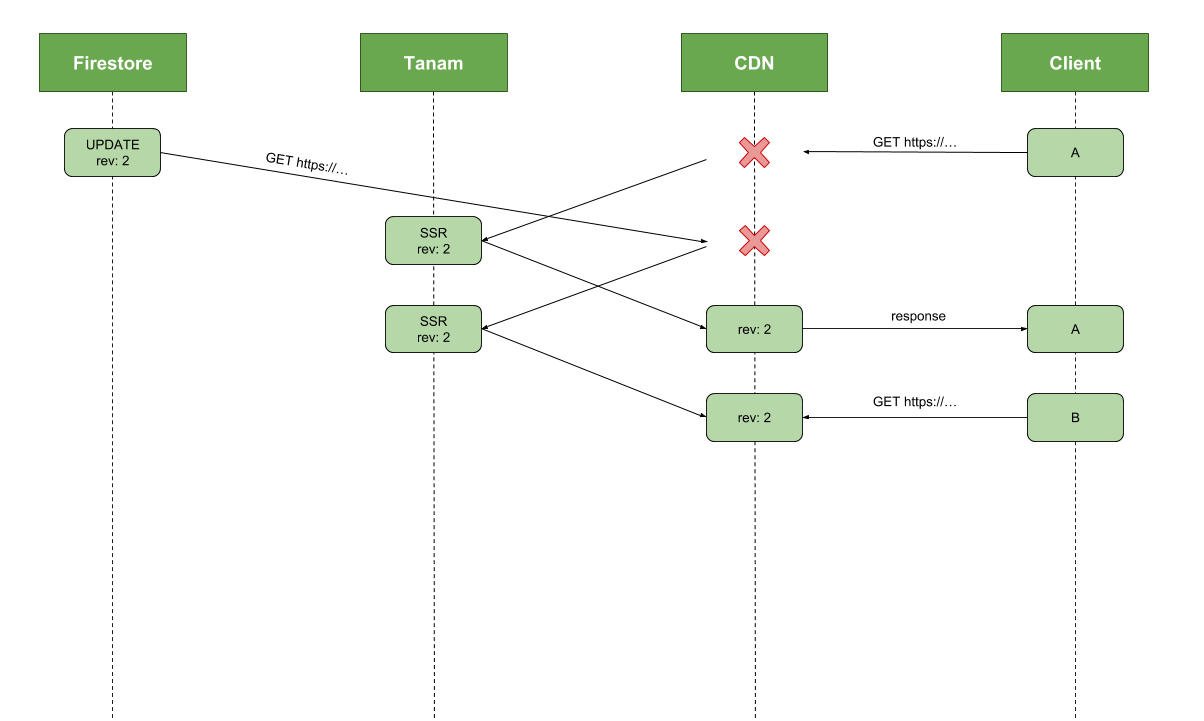 Firestore
Tanam
CDN
Client
UPDATE
rev: 2
GET https://…
GET https://…
A
SSR
rev: 2
SSR
rev: 2
rev: 2
response
A
rev: 2
GET https://…
B